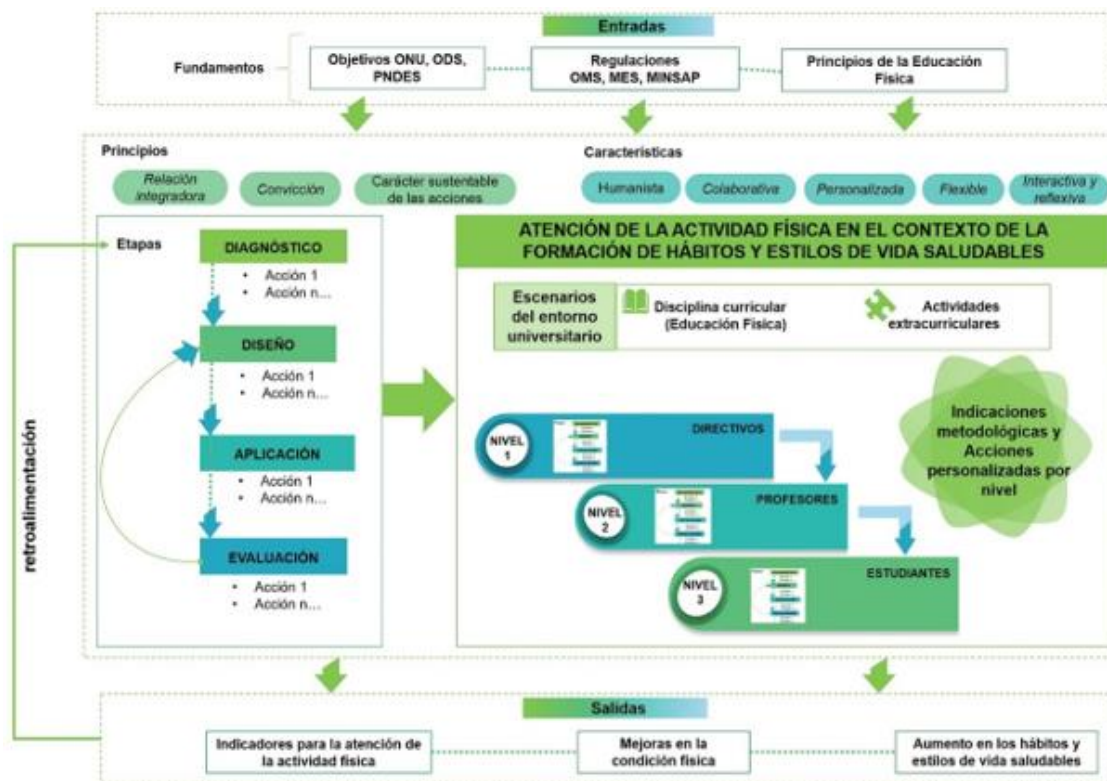 Entradas
Fundamentos
Objetivos ONU, ODS,
PNDES
Regulaciones
OMS, MES, MINSAP
Principios de la Educación
Física
Principios
Relación
integradora
Convicción
Carácter sustentable
de las acciones
Características
Humanista
Colaborativa
Personalizada
Flexible
Interactiva y
reflexiva
retroalimentación
Etapas
DIAGNÓSTICO
• Acción 1
• Acción n...
DISEÑO
• Acción 1
• Acción n...
APLICACIÓN
• Acción 1
• Acción n...
EVALUACIÓN
• Acción 1
• Acción n...
ATENCIÓN DE LA ACTIVIDAD FÍSICA EN EL CONTEXTO DE LA
FORMACIÓN DE HÁBITOS Y ESTILOS DE VIDA SALUDABLES
Escenarios
del entorno
universitario
Disciplina curricular
(Educación Física)
Actividades
extracurriculares
NIVEL
1
DIRECTIVOS
NIVEL
2
PROFESORES
NIVEL
3
ESTUDIANTES
Indicaciones
metodológicas y
Acciones
personalizadas por
nivel
Salidas
Indicadores para la atención de
la actividad física
Mejoras en la
condición física
Aumento en los hábitos y
estilos de vida saludables